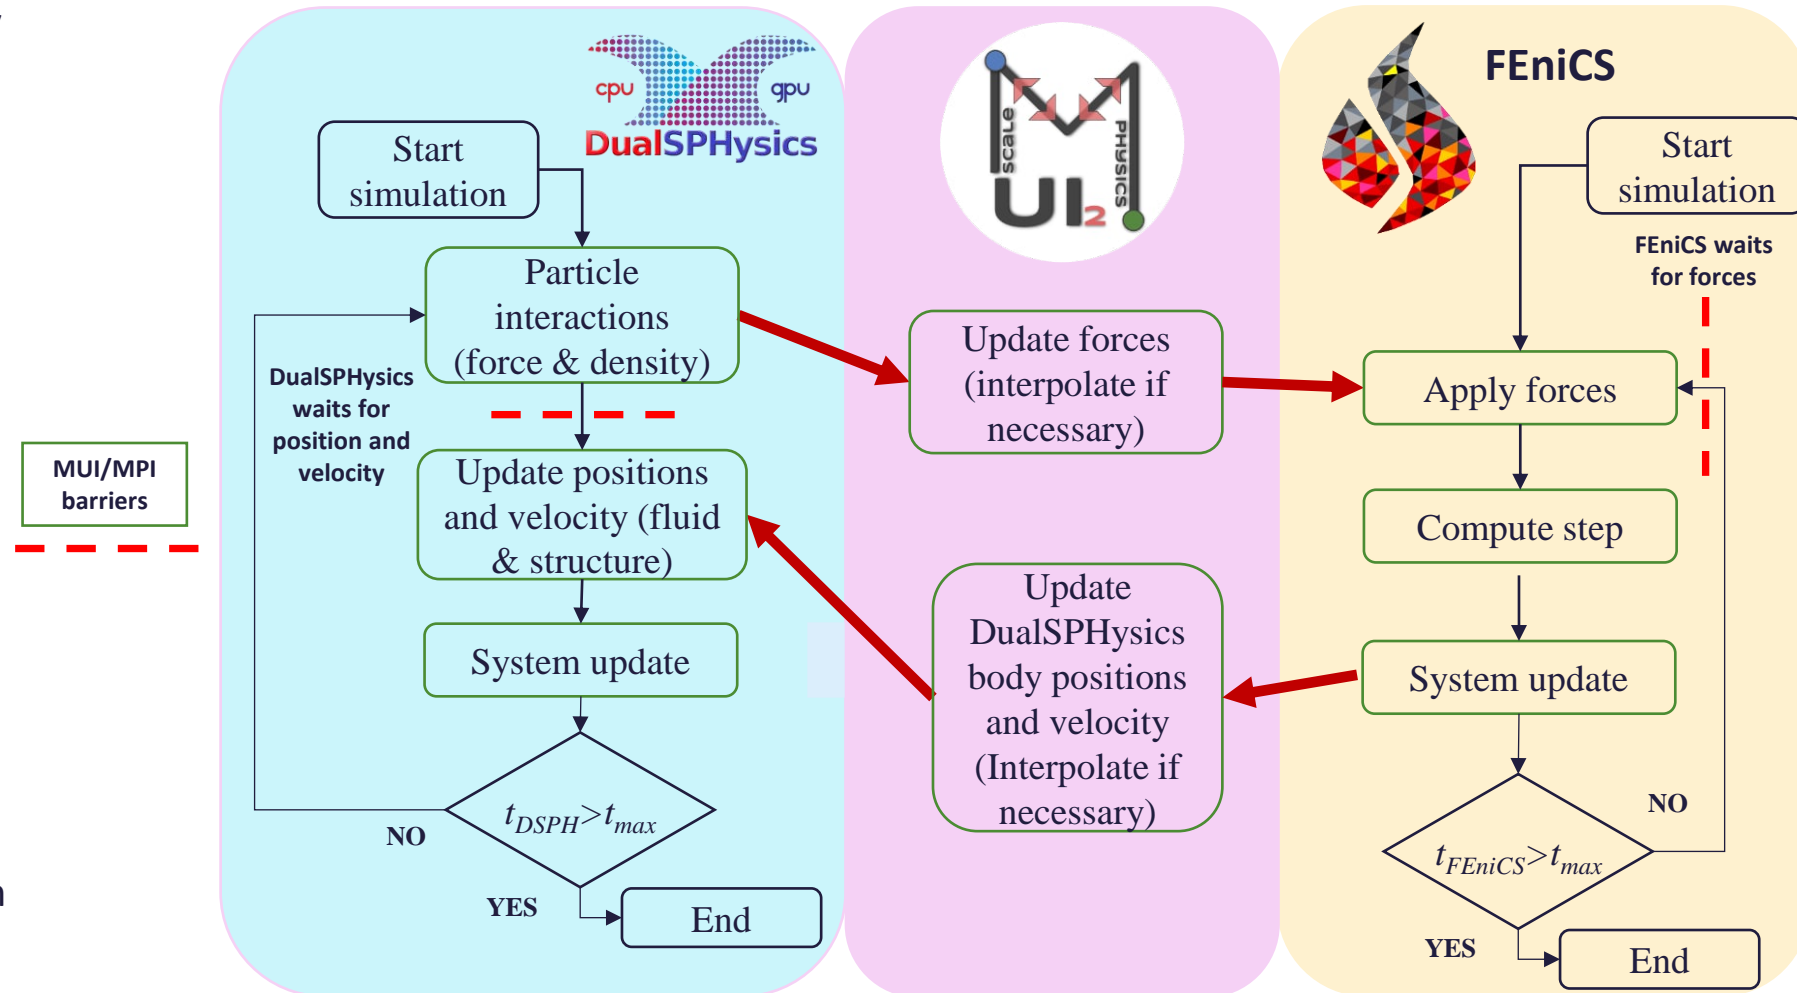 cpu
gpu
DualSPHysics
Start
simulation
Particle
interactions
(force & density)
DualSPHysics
waits for
position and
velocity
Update positions
and velocity (fluid
& structure)
System update
t_DSPH>t_max
NO
YES
End
MUI/MPI
barriers
scale
PHYSICS
UI2
Update forces
(interpolate if
necessary)
Update
DualSPHysics
body positions
and velocity
(Interpolate if
necessary)
FEniCS
Start
simulation
FEniCS waits
for forces
Apply forces
Compute step
System update
t_FEniCS>t_max
NO
YES
End